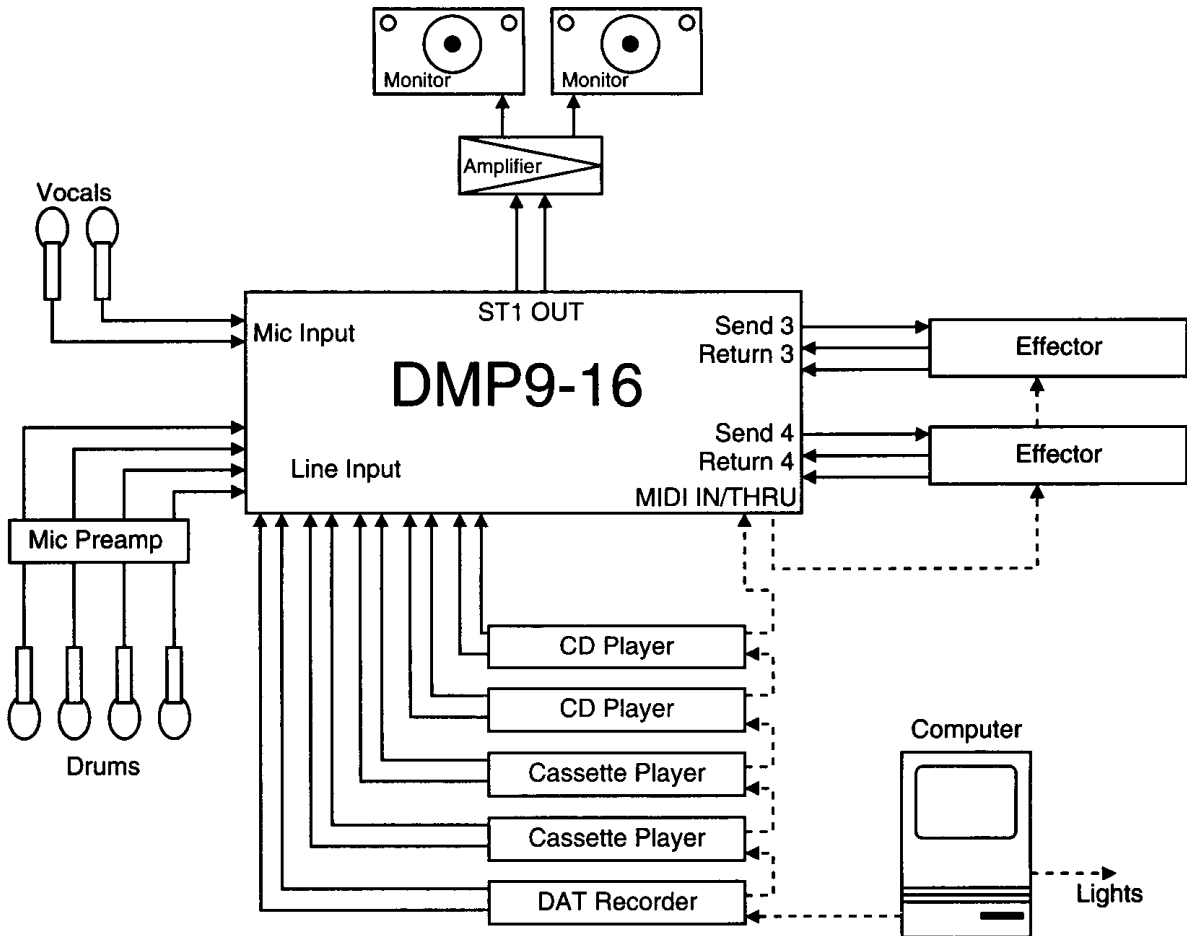 Monitor
Monitor
Amplifier
Vocals
ST1 OUT
Mic Input
Send 3
Return 3
Effector
DMP9-16
Send 4
Return 4
Effector
Line Input
MIDI IN/THRU
Mic Preamp
CD Player
CD Player
Computer
Drums
Cassette Player
Cassette Player
Lights
DAT Recorder